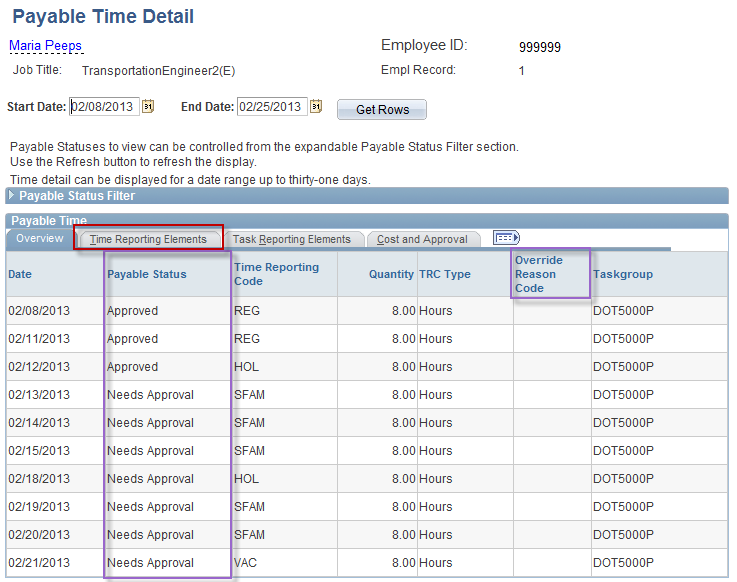 Payable Time Detail
Maria Peeps Employee ID: 999999
Job Title: TransportationEngineer2(E) Empl Record: 1
Start Date: 02/08/2013 31 End Date: 02/25/2013 31 Get Rows
Payable Statuses to view can be controlled from the expandable Payable Status Filter section.
Use the Refresh button to refresh the display.
Time detail can be displayed for a date range up to thirty-one days.
Payable Status Filter
Payable Time
Overview Time Reporting Elements Task Reporting Elements Cost and Approval
Date Payable Status Time Reporting Code Quantity TRC Type Override Reason Code Taskgroup
02/08/2013 Approved REG 8.00 Hours DOT5000P
02/11/2013 Approved REG 8.00 Hours DOT5000P
02/12/2013 Approved HOL 8.00 Hours DOT5000P
02/13/2013 Needs Approval SFAM 8.00 Hours DOT5000P
02/14/2013 Needs Approval SFAM 8.00 Hours DOT5000P
02/15/2013 Needs Approval SFAM 8.00 Hours DOT5000P
02/18/2013 Needs Approval HOL 8.00 Hours DOT5000P
02/19/2013 Needs Approval SFAM 8.00 Hours DOT5000P
02/20/2013 Needs Approval SFAM 8.00 Hours DOT5000P
02/21/2013 Needs Approval VAC 8.00 Hours DOT5000P